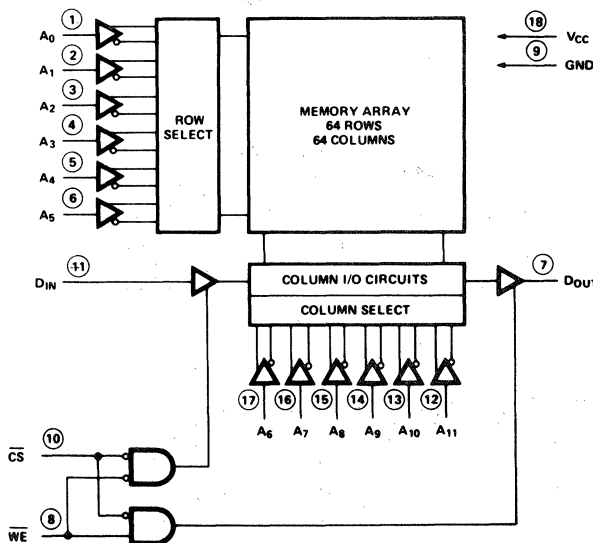 1
A0
2
A1
3
A2
4
A3
5
A4
6
A5
ROW
SELECT
MEMORY ARRAY
64 ROWS
64 COLUMNS
18
VCC
9
GND
11
DIN
COLUMN I/O CIRCUITS
COLUMN SELECT
7
DOUT
17
16
15
14
13
12
A6
A7
A8
A9
A10
A11
10
C̅S̅
8
W̅E̅